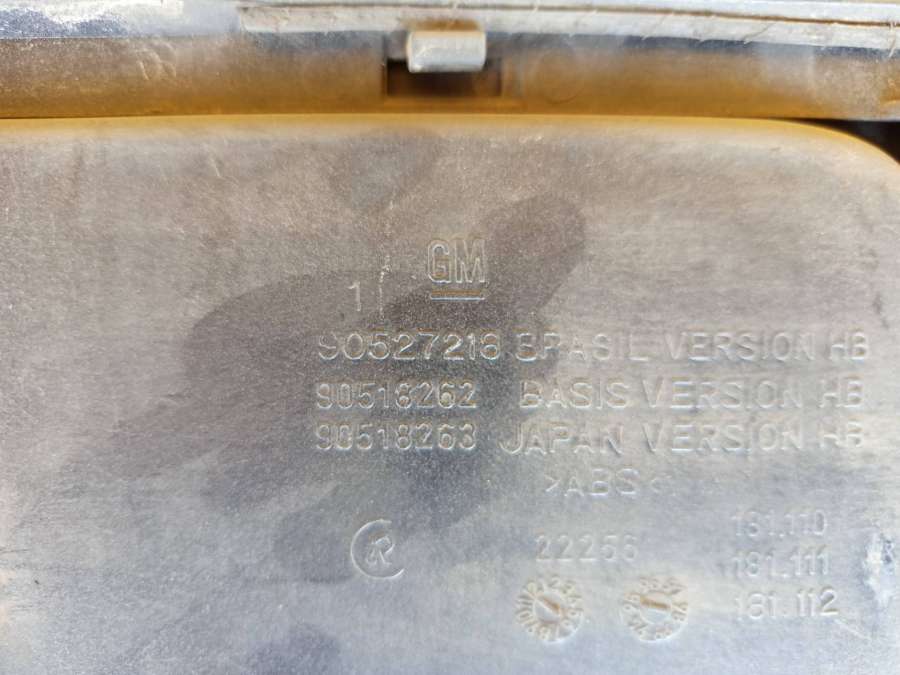 GM
1
90527218 BRASIL VERSION HB
90518262 BASIS VERSION HB
90518263 JAPAN VERSION HB
>ABS<
R
22256
181.110
181.111
181.112